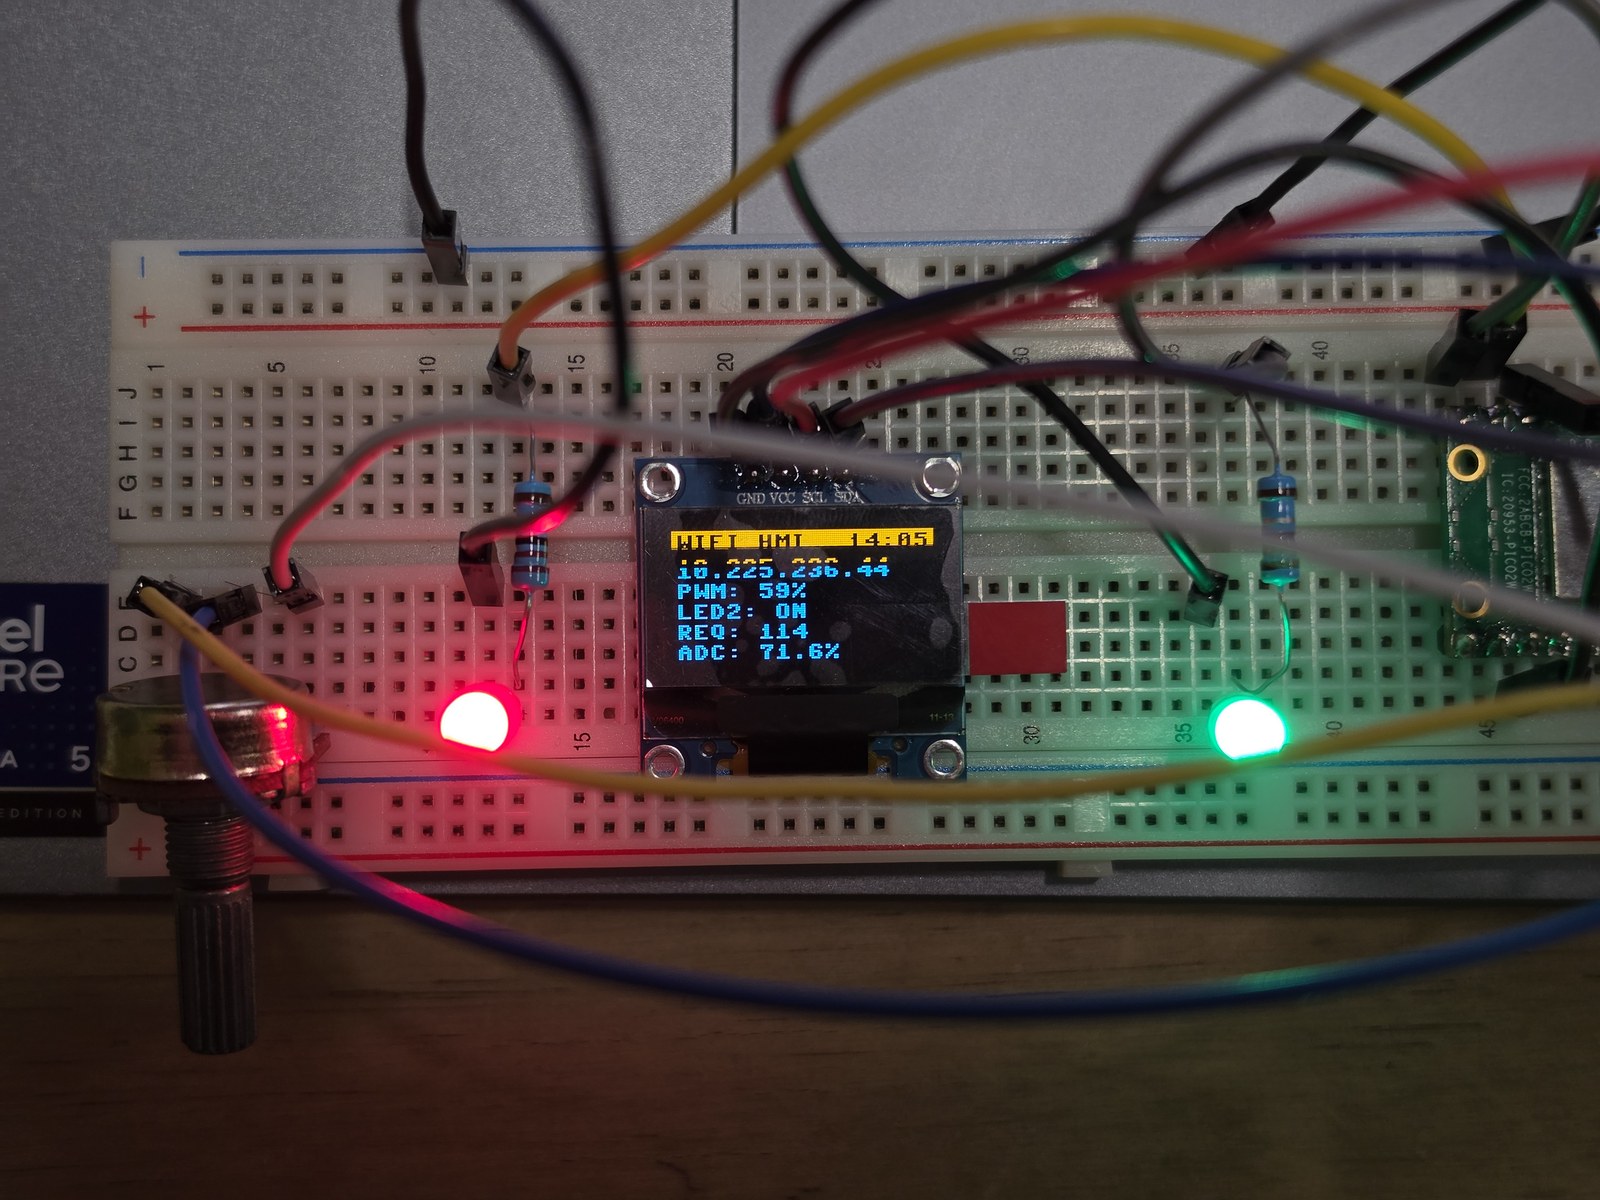 1
5
10
15
20
30
35
40
J
I
H
G
F
GND VCC SCL SDA
WIFI HMI 14:05
10.225.236.44
PWM: 59%
LED2: ON
REQ: 114
ADC: 71.6%
E
D
C
15
30
35
40
45
el
RE
A 5
EDITION
11-13